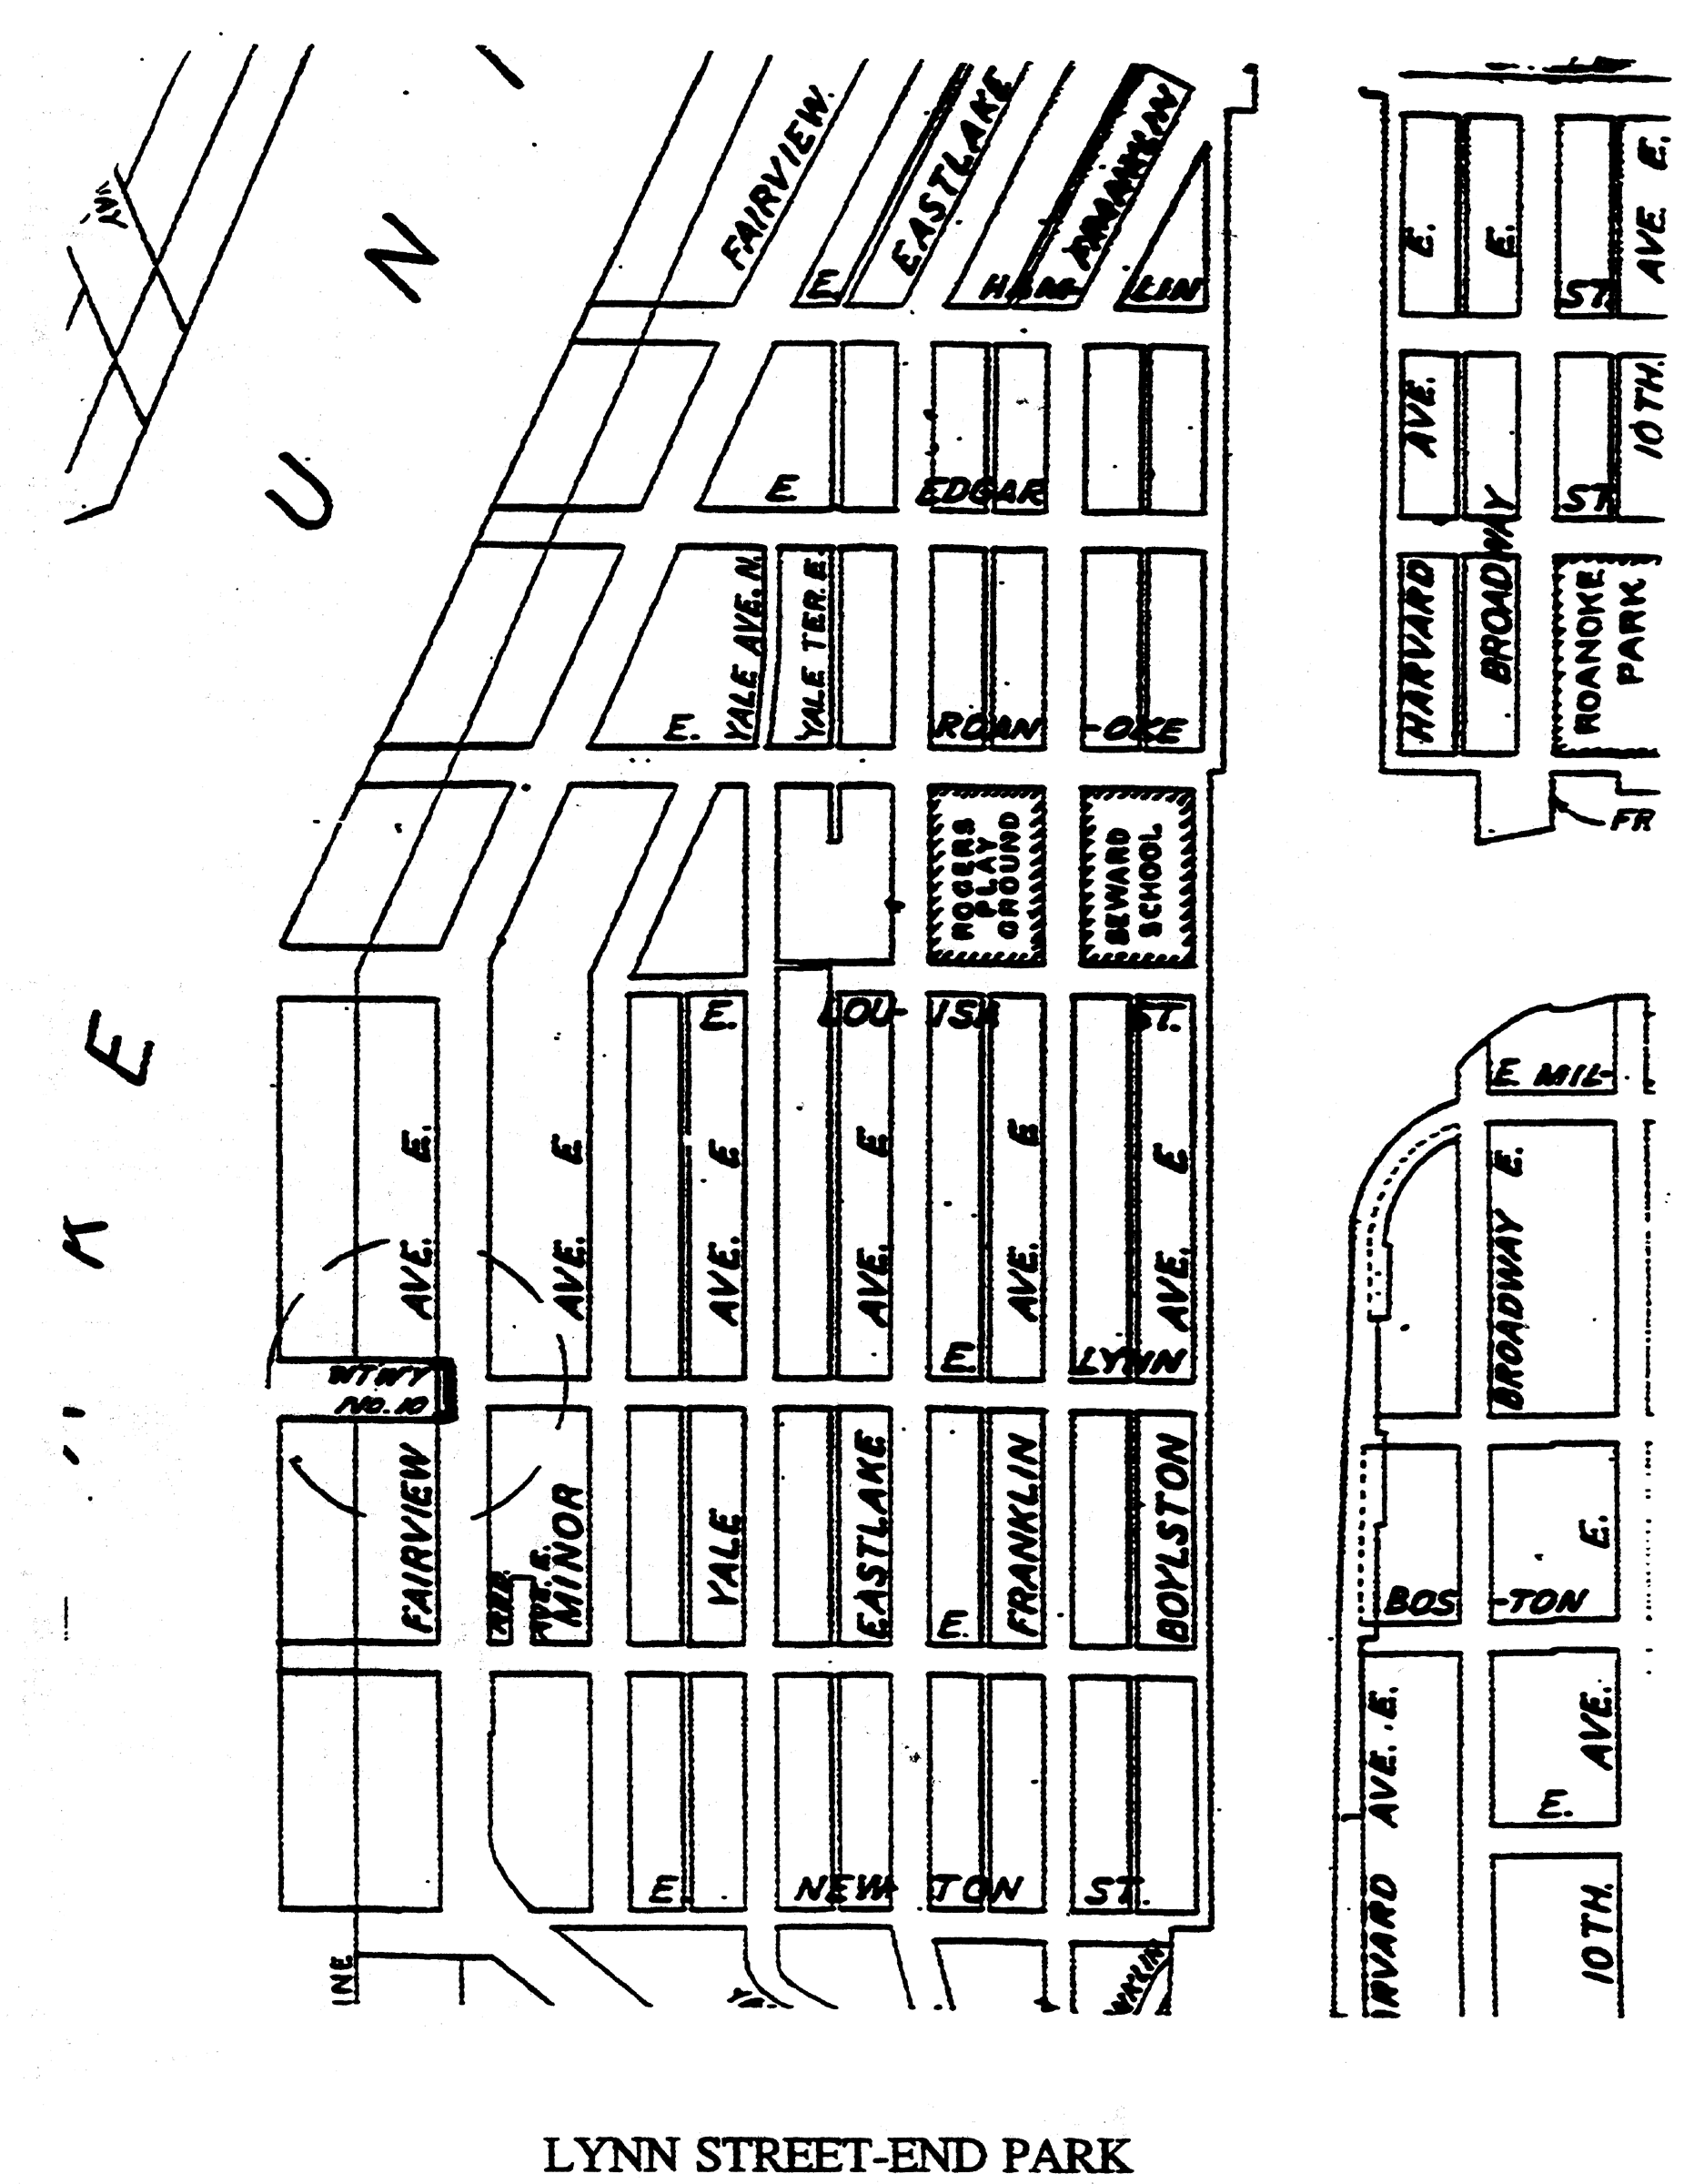 FAIRVIEW
EASTLAKE
E. HAM- LIN
N
E EDGAR ST.
U
YALE AVE. N.
YALE TER. E.
E. ROAN -OKE
HARVARD AVE. E.
BROADWAY E.
10TH. AVE E.
ST.
ROANOKE
PARK
FR
ROGERS
PLAY
GROUND
SEWARD
SCHOOL
E
K
E. LOU- ISA ST.
E MIL-
FAIRVIEW AVE. E.
MINOR AVE. E
YALE AVE. E
EASTLAKE AVE. E
FRANKLIN AVE. E
BOYLSTON AVE. E
BROADWAY E.
E. LYNN
WTWY
NO. 10
AVE. E.
E. BOS -TON
E. NEW- TON ST.
E.
10TH. AVE. E.
RVARD AVE. E.
INE
LYNN STREET-END PARK